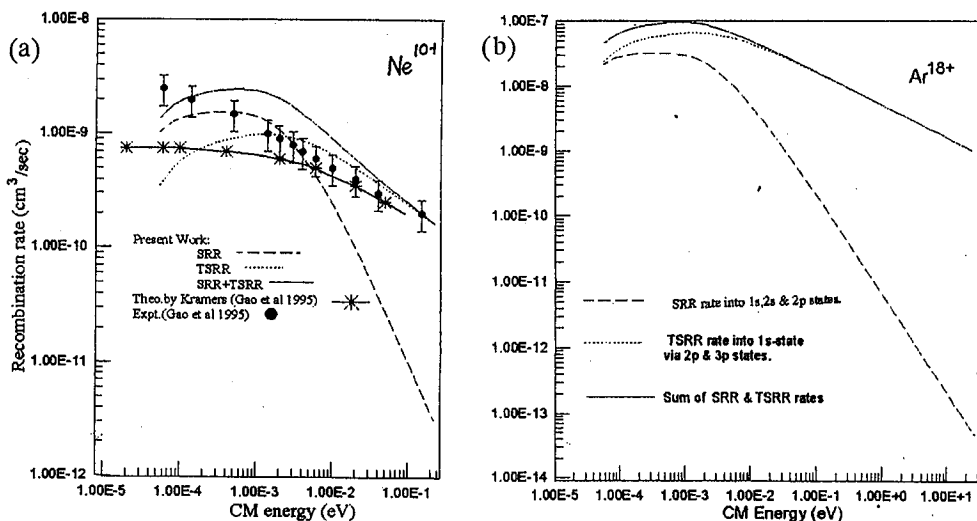 (a)
Ne10+
Recombination rate (cm3/sec)
1.00E-8
1.00E-9
1.00E-10
1.00E-11
1.00E-12
Present Work:
SRR
TSRR
SRR+TSRR
Theo.by Kramers (Gao et al 1995)
Expt.(Gao et al 1995)
1.00E-5 1.00E-4 1.00E-3 1.00E-2 1.00E-1
CM energy (eV)
(b)
Ar18+
1.00E-7
1.00E-8
1.00E-9
1.00E-10
1.00E-11
1.00E-12
1.00E-13
1.00E-14
SRR rate into 1s,2s & 2p states.
TSRR rate into 1s-state
via 2p & 3p states.
Sum of SRR & TSRR rates
1.00E-5 1.00E-4 1.00E-3 1.00E-2 1.00E-1 1.00E+0 1.00E+1
CM Energy (eV)